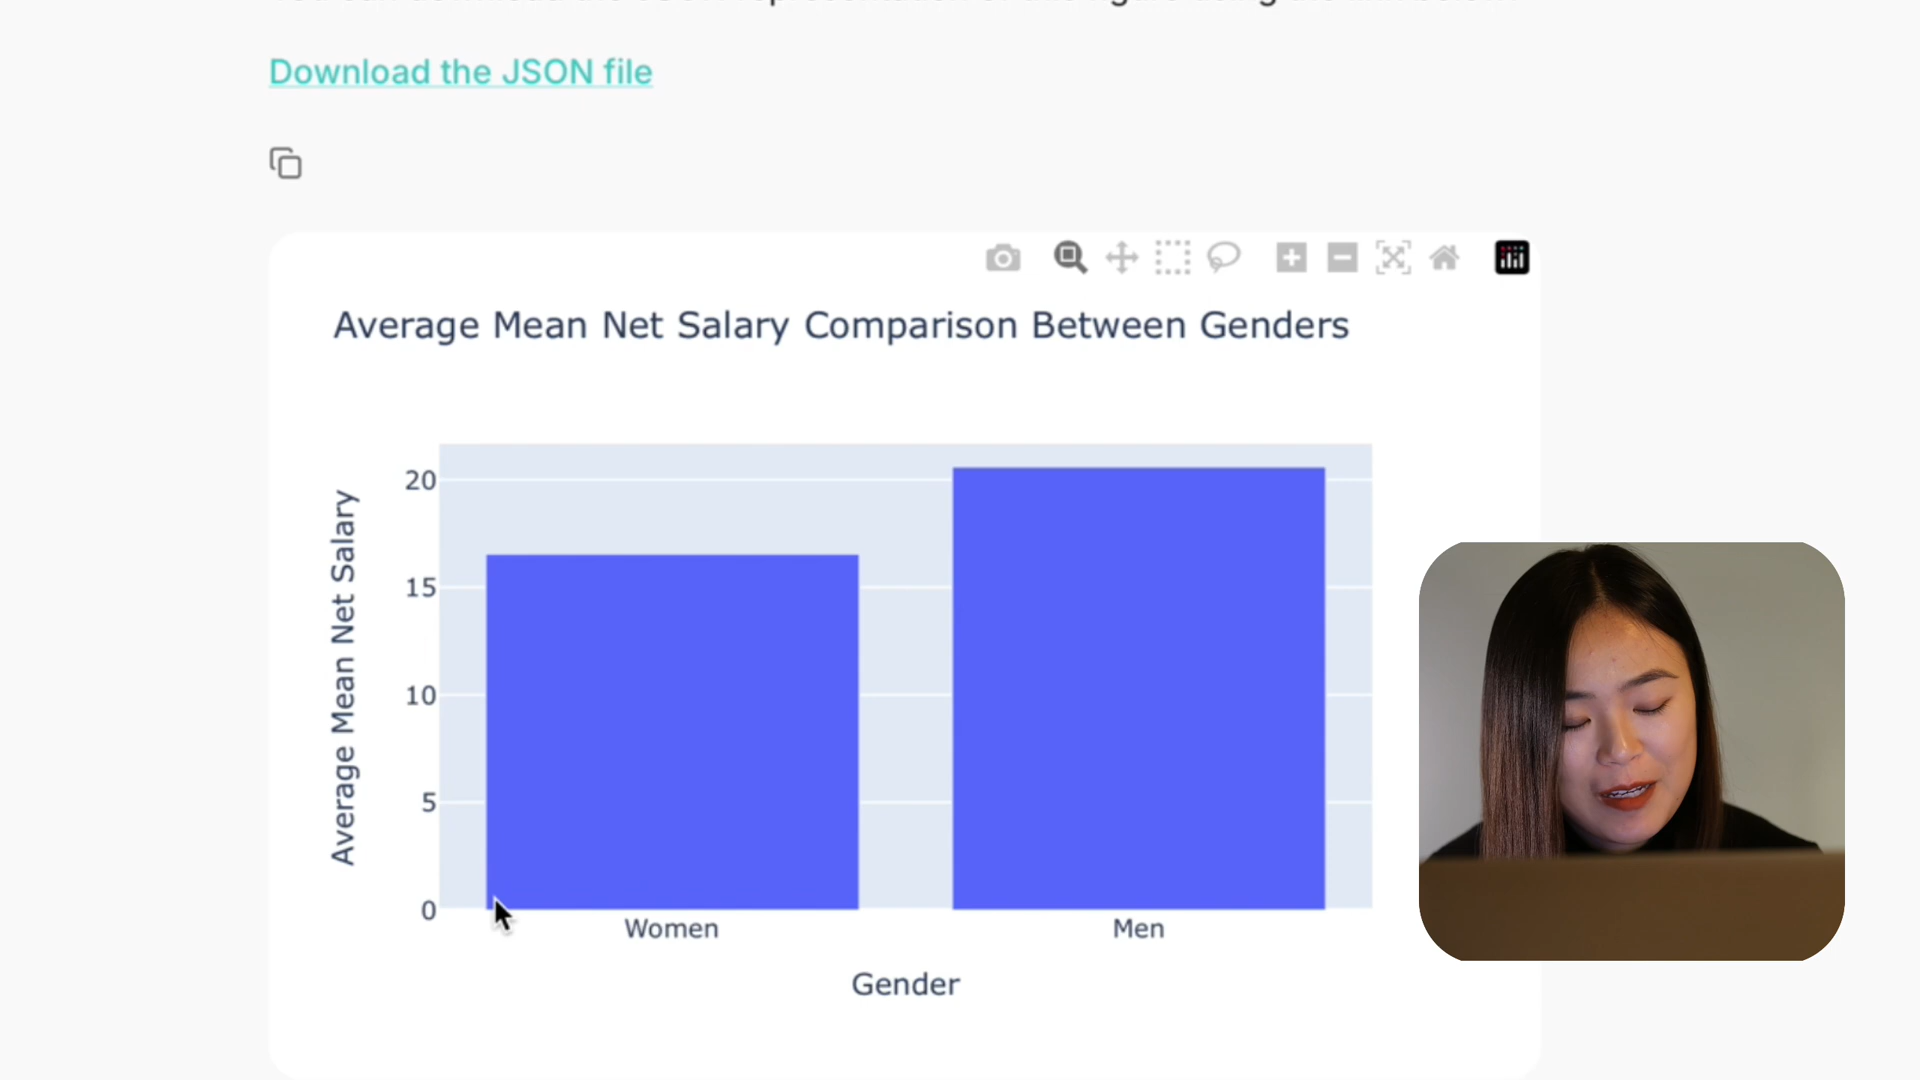 Download the JSON file
Average Mean Net Salary Comparison Between Genders
Average Mean Net Salary
20
15
10
5
0
Women
Men
Gender